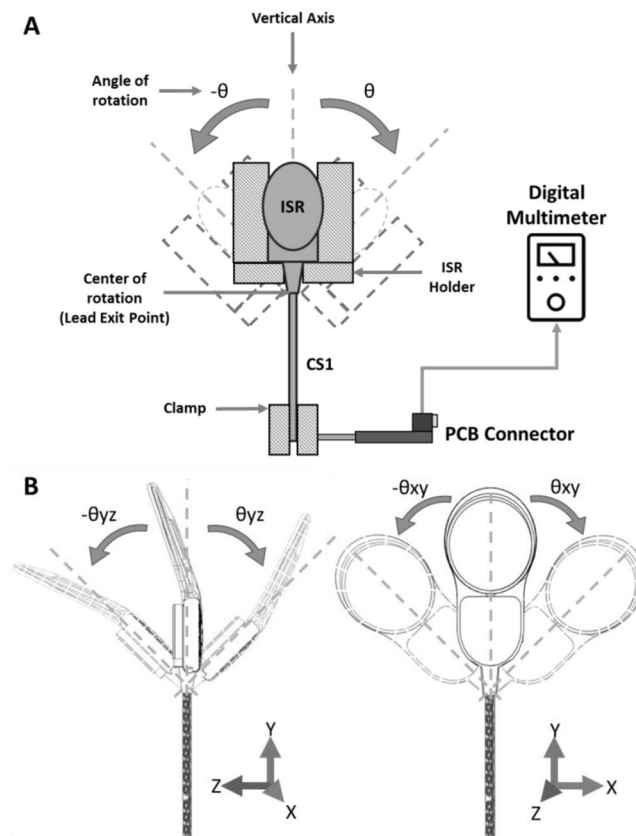 A
Vertical Axis
Angle of
rotation
-θ
θ
ISR
Digital
Multimeter
Center of
rotation
(Lead Exit Point)
ISR
Holder
CS1
Clamp
PCB Connector
B
-θyz
θyz
-θxy
θxy
Y
Z
X
Y
X
Z